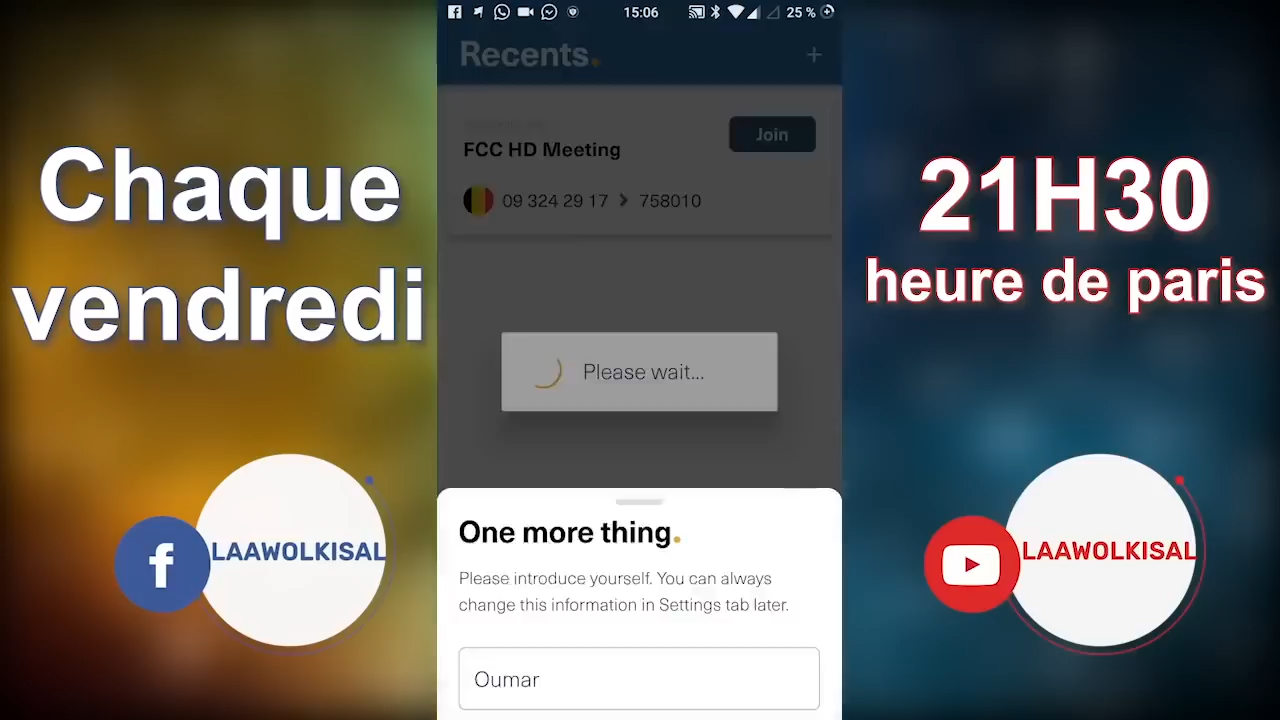 15:06
25 %
Recents.
+
FCC HD Meeting
Join
09 324 29 17 > 758010
Please wait...
One more thing.
Please introduce yourself. You can always
change this information in Settings tab later.
Oumar
Chaque
vendredi
f
LAAWOLKISAL
21H30
heure de paris
LAAWOLKISAL